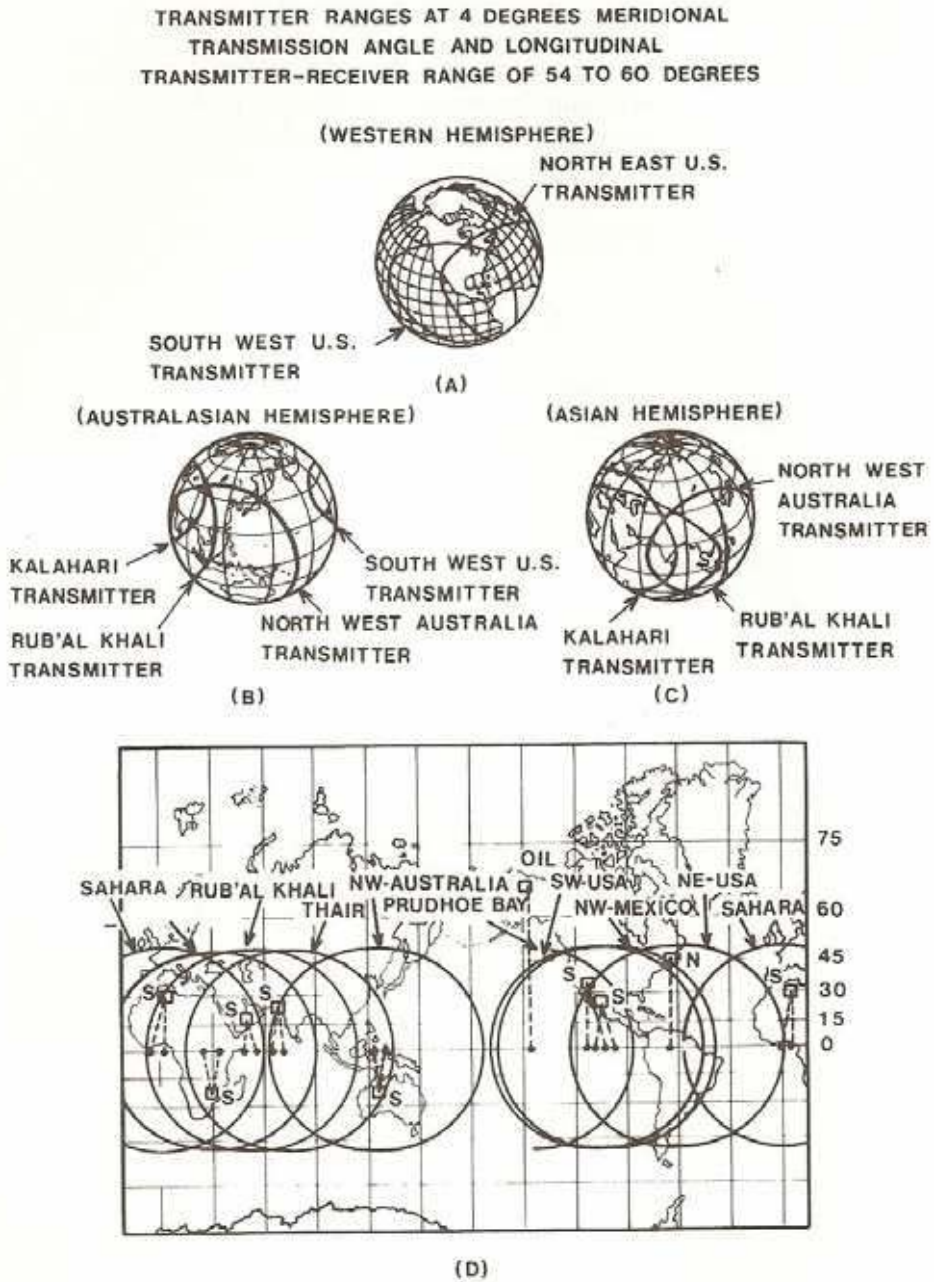 TRANSMITTER RANGES AT 4 DEGREES MERIDIONAL
TRANSMISSION ANGLE AND LONGITUDINAL
TRANSMITTER-RECEIVER RANGE OF 54 TO 60 DEGREES
(WESTERN HEMISPHERE)
NORTH EAST U.S.
TRANSMITTER
SOUTH WEST U.S.
TRANSMITTER
(A)
(AUSTRALASIAN HEMISPHERE)
KALAHARI
TRANSMITTER
RUB'AL KHALI
TRANSMITTER
SOUTH WEST U.S.
TRANSMITTER
NORTH WEST AUSTRALIA
TRANSMITTER
(B)
(ASIAN HEMISPHERE)
NORTH WEST
AUSTRALIA
TRANSMITTER
KALAHARI
TRANSMITTER
RUB'AL KHALI
TRANSMITTER
(C)
75
OIL
SAHARA
RUB'AL KHALI
NW-AUSTRALIA
SW-USA
NE-USA
THAIR
PRUDHOE BAY
NW-MEXICO
SAHARA
60
45
N
S
S
S
S
S
S
30
15
0
S
S
(D)